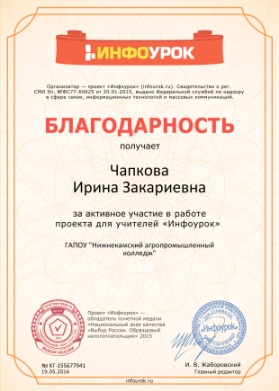 ИНФОУРОК
Организатор — проект «Инфоурок» (infourok.ru). Свидетельство о рег.
СМИ Эл. №ФС77-60625 от 20.01.2015, выдано Федеральной службой по надзору
в сфере связи, информационных технологий и массовых коммуникаций.
БЛАГОДАРНОСТЬ
получает
Чапкова
Ирина Закариевна
за активное участие в работе
проекта для учителей «Инфоурок»
ГАПОУ "Нижнекамский агропромышленный
колледж"
Проект «Инфоурок» —
обладатель почетной медали
«Национальный знак качества
«Выбор России. Образцовый
налогоплательщик» 2015
«Инфоурок»
№ КГ-155677941
19.05.2016
И. В. Жаборовский
Главный редактор
infourok.ru